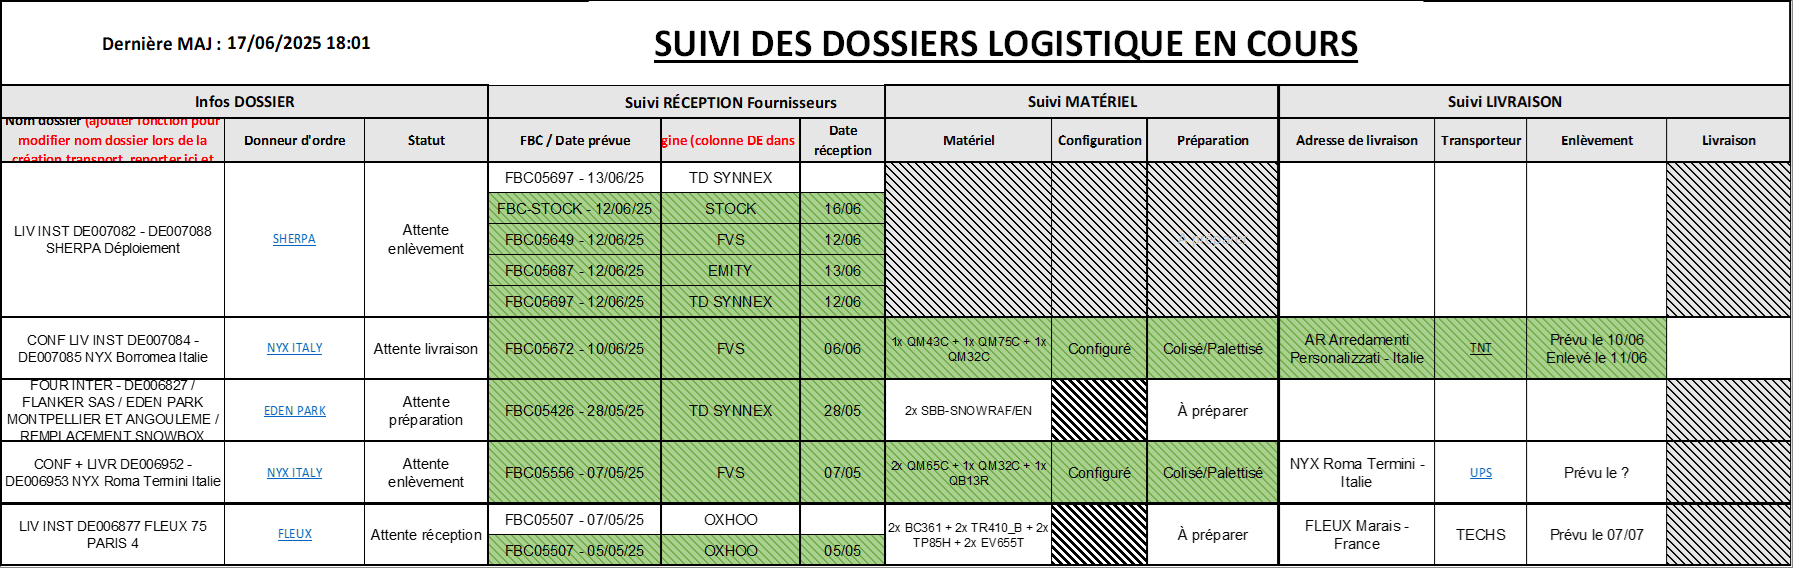 Dernière MAJ : 17/06/2025 18:01
SUIVI DES DOSSIERS LOGISTIQUE EN COURS
Infos DOSSIER
Suivi RÉCEPTION Fournisseurs
Suivi MATÉRIEL
Suivi LIVRAISON
Nom dossier (ajouter fonction pour
modifier nom dossier lors de la
création transport, reporter ici et
Donneur d'ordre
Statut
FBC / Date prévue
gine (colonne DE dans
Date
réception
Matériel
Configuration
Préparation
Adresse de livraison
Transporteur
Enlèvement
Livraison
LIV INST DE007082 - DE007088
SHERPA Déploiement
SHERPA
Attente
enlèvement
FBC05697 - 13/06/25
TD SYNNEX
FBC-STOCK - 12/06/25
STOCK
16/06
FBC05649 - 12/06/25
FVS
12/06
FBC05687 - 12/06/25
EMITY
13/06
FBC05697 - 12/06/25
TD SYNNEX
12/06
CONF LIV INST DE007084 -
DE007085 NYX Borromea Italie
NYX ITALY
Attente livraison
FBC05672 - 10/06/25
FVS
06/06
1x QM43C + 1x QM75C + 1x
QM32C
Configuré
Colisé/Palettisé
AR Arredamenti
Personalizzati - Italie
TNT
Prévu le 10/06
Enlevé le 11/06
FOUR INTER - DE006827 /
FLANKER SAS / EDEN PARK
MONTPELLIER ET ANGOULEME /
REMPLACEMENT SNOWBOX
EDEN PARK
Attente
préparation
FBC05426 - 28/05/25
TD SYNNEX
28/05
2x SBB-SNOWRAF/EN
À préparer
CONF + LIVR DE006952 -
DE006953 NYX Roma Termini Italie
NYX ITALY
Attente
enlèvement
FBC05556 - 07/05/25
FVS
07/05
2x QM65C + 1x QM32C + 1x
QB13R
Configuré
Colisé/Palettisé
NYX Roma Termini -
Italie
UPS
Prévu le ?
LIV INST DE006877 FLEUX 75
PARIS 4
FLEUX
Attente réception
FBC05507 - 07/05/25
OXHOO
FBC05507 - 05/05/25
OXHOO
05/05
2x BC361 + 2x TR410_B + 2x
TP85H + 2x EV655T
À préparer
FLEUX Marais -
France
TECHS
Prévu le 07/07